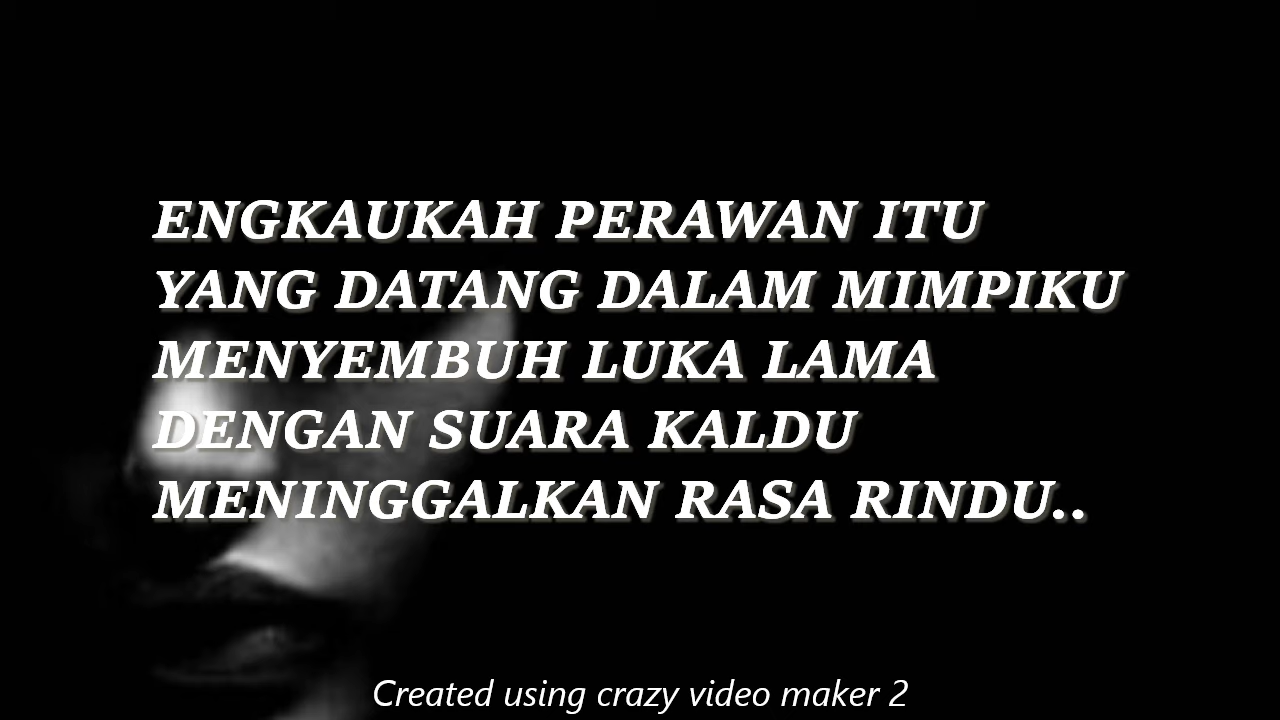 ENGKAUKAH PERAWAN ITU
YANG DATANG DALAM MIMPIKU
MENYEMBUH LUKA LAMA
DENGAN SUARA KALDU
MENINGGALKAN RASA RINDU..
Created using crazy video maker 2